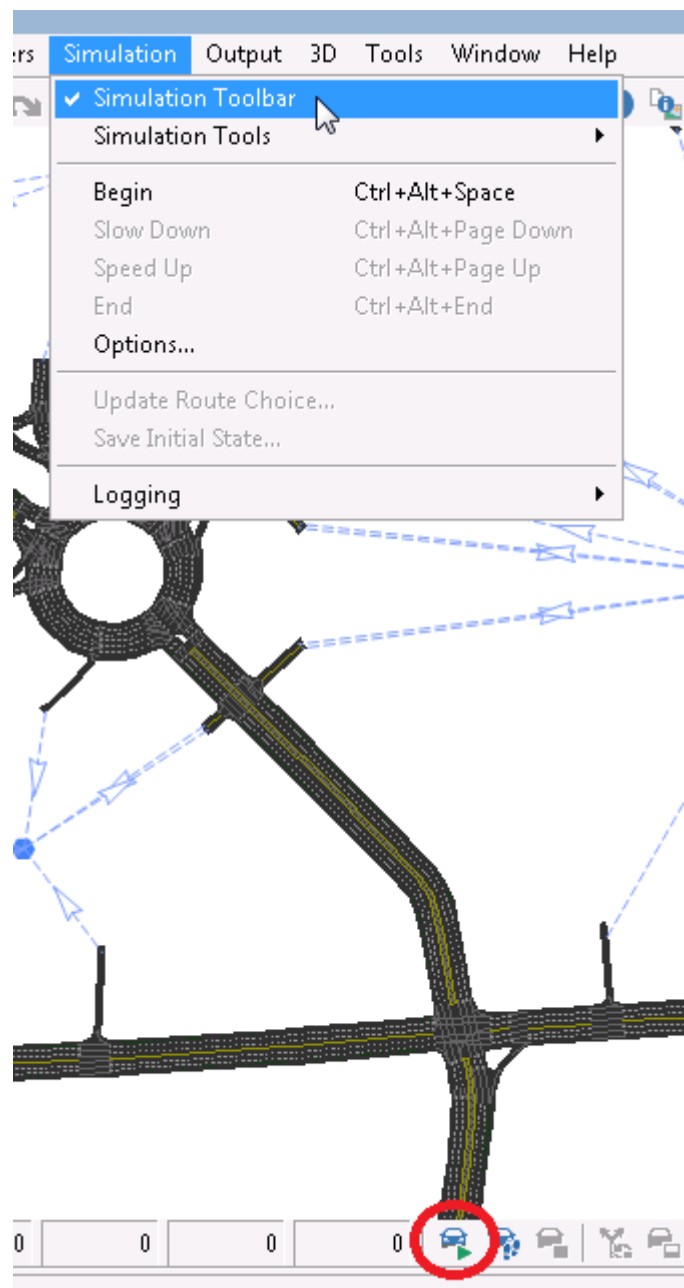 ers Simulation Output 3D Tools Window Help
Simulation Toolbar
Simulation Tools
Begin Ctrl+Alt+Space
Slow Down Ctrl+Alt+Page Down
Speed Up Ctrl+Alt+Page Up
End Ctrl+Alt+End
Options...
Update Route Choice...
Save Initial State...
Logging
0 0 0 0